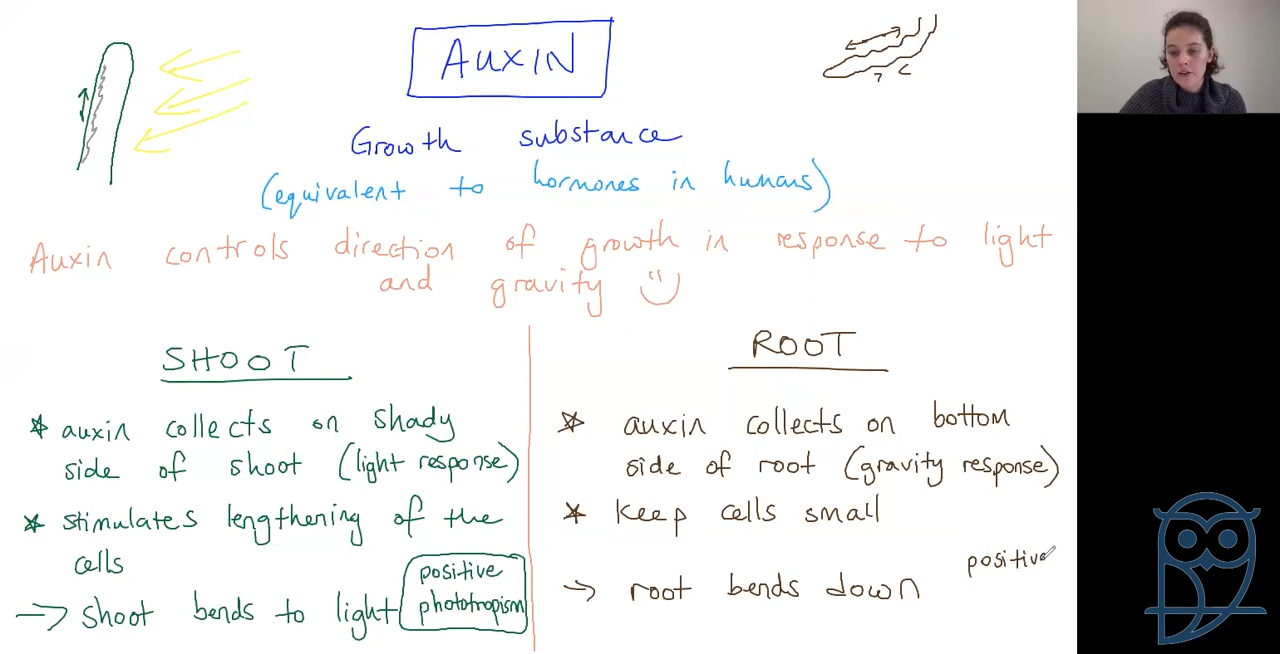 AUXIN
Growth substance
(equivalent to hormones in humans)
Auxin controls direction of growth in response to light
and gravity
SHOOT
* auxin collects on shady
side of shoot (light response)
* stimulates lengthening of the
cells
→ shoot bends to light
positive
phototropism
ROOT
* auxin collects on bottom
side of root (gravity response)
* keep cells small
→ root bends down
positive